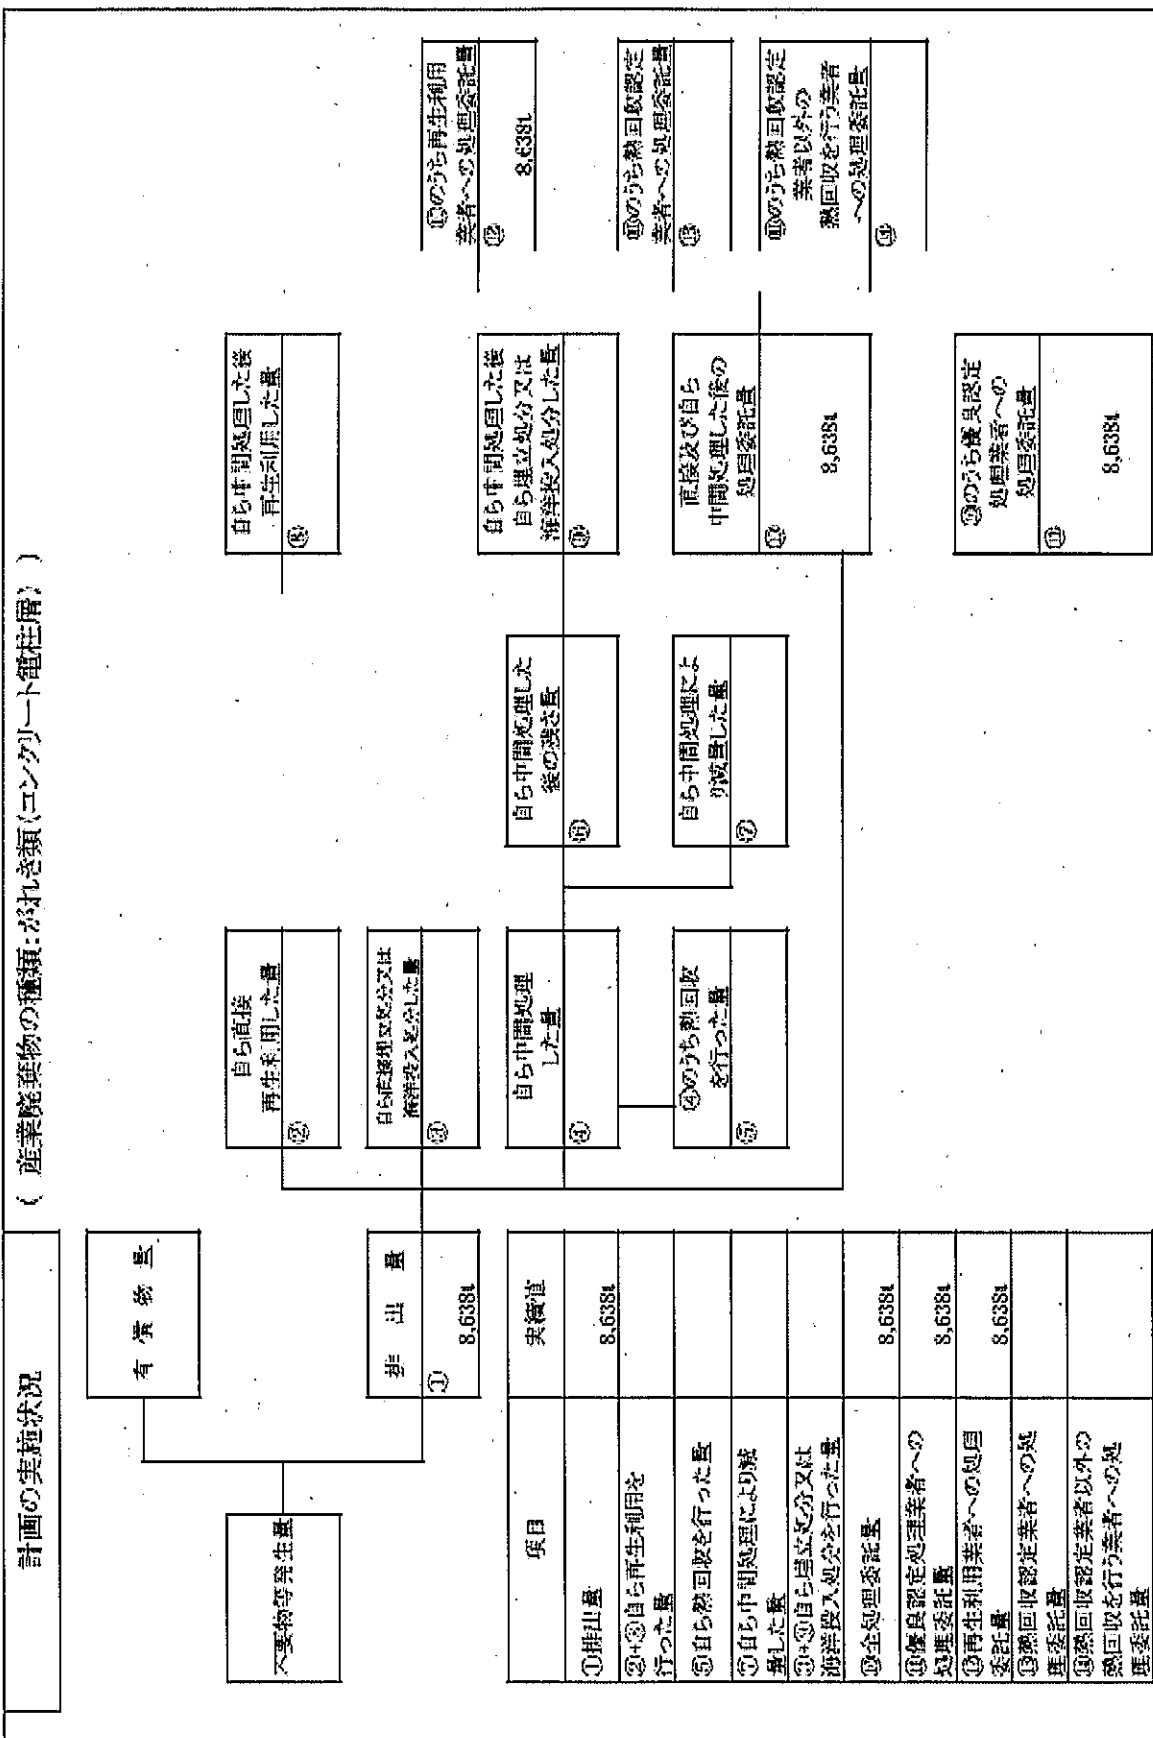 計画の実施状況
( 産業廃棄物の種類:がれき類(コンクリート電柱屑) )
不要物等発生量
有 償 物 量
排 出 量
①
8,638t
自ら直接
再生利用した量
②
自ら直接埋立処分又は
海洋投入処分した量
③
自ら中間処理
した量
④
④のうち熱回収
を行った量
⑤
自ら中間処理した
後の残さ量
⑥
自ら中間処理によ
り減量した量
⑦
自ら中間処理した後
再生利用した量
⑧
自ら中間処理した後
自ら埋立処分又は
海洋投入処分した量
⑨
直接及び自ら
中間処理した後の
処理委託量
8,638t
⑩のうち優良認定
処理業者への
処理委託量
⑪
8,638t
のうち再生利用
業者への処理委託量
⑫
8,638t
のうち熱回収認定
業者への処理委託量
⑬
のうち熱回収認定
業者以外の
熱回収を行う業者
への処理委託量
⑭
項目 実績値
①排出量 8,638t
②+⑧自ら再生利用を
行った量
⑤自ら熱回収を行った量
⑦自ら中間処理により減
量した量
③+⑨自ら埋立処分又は
海洋投入処分を行った量
⑩全処理委託量 8,638t
⑪優良認定処理業者への
処理委託量 8,638t
⑫再生利用業者への処理
委託量 8,638t
⑬熱回収認定業者への処
理委託量
⑭熱回収認定業者以外の
熱回収を行う業者への処
理委託量